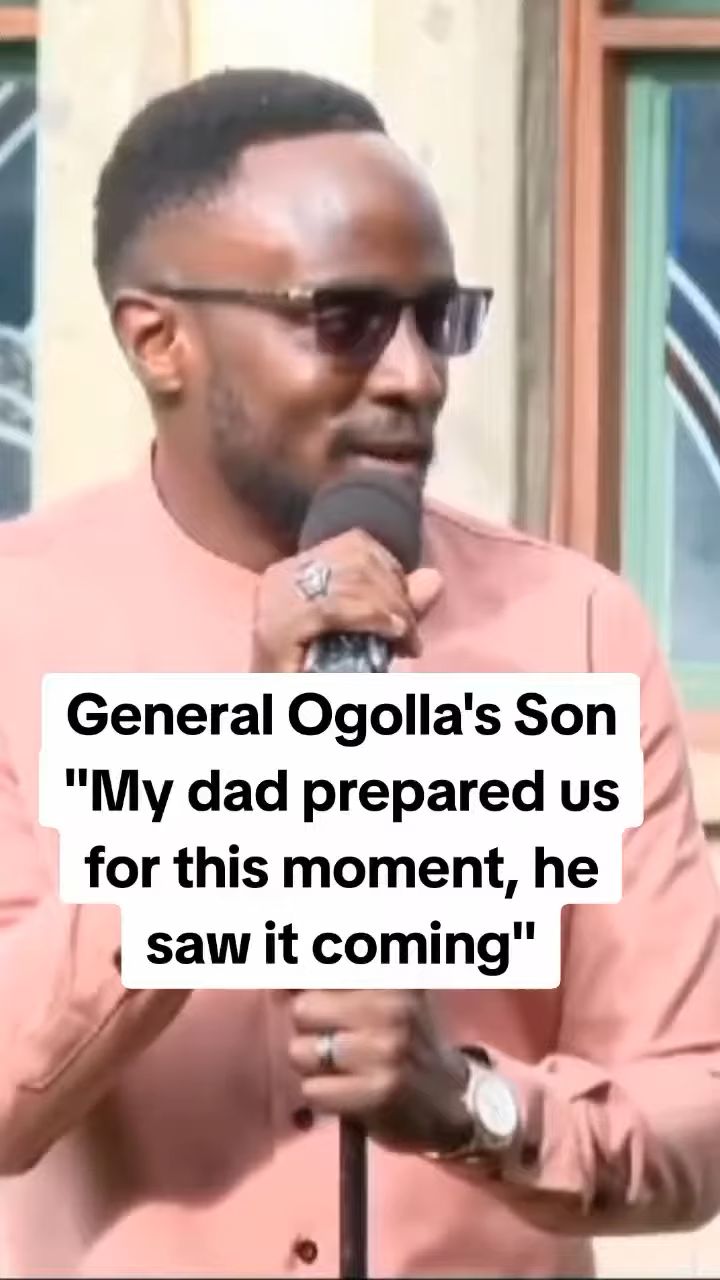 General Ogolla's Son
"My dad prepared us
for this moment, he
saw it coming"